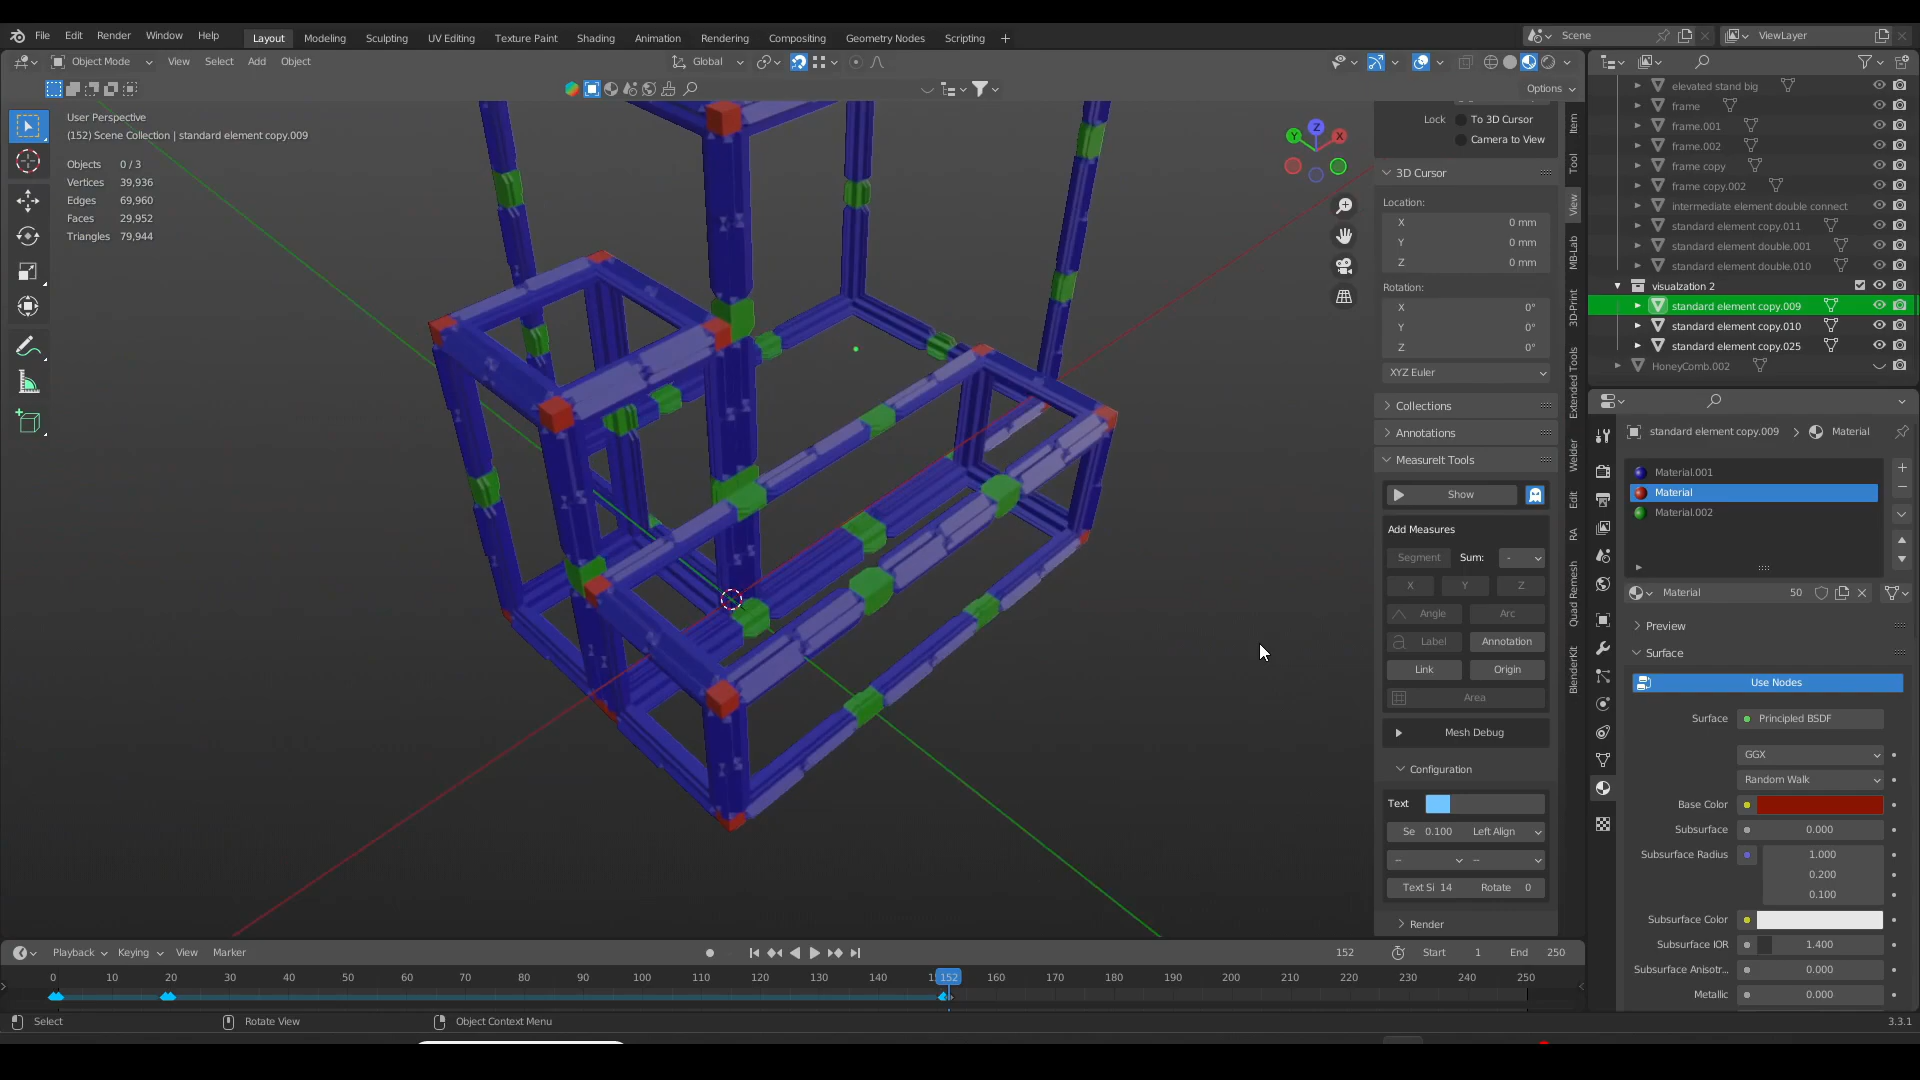 File Edit Render Window Help Layout Modeling Sculpting UV Editing Texture Paint Shading Animation Rendering Compositing Geometry Nodes Scripting + Scene ViewLayer
Object Mode View Select Add Object Global
Options
User Perspective
(152) Scene Collection | standard element copy.009
Objects 0 / 3
Vertices 39,936
Edges 69,960
Faces 29,952
Triangles 79,944
Z
Y
X
Lock To 3D Cursor
Camera to View
3D Cursor
Location:
X 0 mm
Y 0 mm
Z 0 mm
Rotation:
X 0°
Y 0°
Z 0°
XYZ Euler
Collections
Annotations
MeasureIt Tools
Show
Add Measures
Segment Sum: -
X Y Z
Angle Arc
Label Annotation
Link Origin
Area
Mesh Debug
Configuration
Text
Se 0.100 Left Align
-- --
Text Si 14 Rotate 0
Render
Item
Tool
View
MB-Lab
3D-Print
Extended Tools
Welder
Edit
RA
Quad Remesh
BlenderKit
elevated stand big
frame
frame.001
frame.002
frame copy
frame copy.002
intermediate element double connect
standard element copy.011
standard element double.001
standard element double.010
visualzation 2
standard element copy.009
standard element copy.010
standard element copy.025
HoneyComb.002
standard element copy.009 > Material
Material.001
Material
Material.002
Material 50
Preview
Surface
Use Nodes
Surface Principled BSDF
GGX
Random Walk
Base Color
Subsurface 0.000
Subsurface Radius 1.000
0.200
0.100
Subsurface Color
Subsurface IOR 1.400
Subsurface Anisotr... 0.000
Metallic 0.000
Playback Keying View Marker 152 Start 1 End 250
0 10 20 30 40 50 60 70 80 90 100 110 120 130 140 152 160 170 180 190 200 210 220 230 240 250
Select Rotate View Object Context Menu 3.3.1